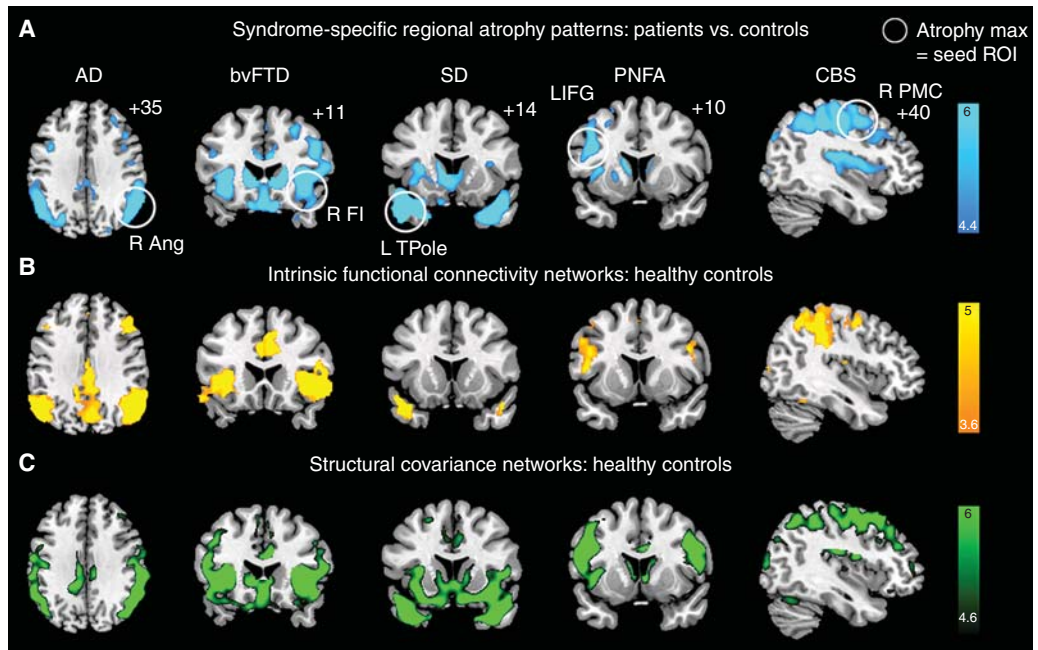 A
Syndrome-specific regional atrophy patterns: patients vs. controls
Atrophy max
= seed ROI
AD
bvFTD
SD
PNFA
CBS
+35
+11
+14
LIFG
+10
R PMC
+40
6
4.4
R Ang
R FI
L TPole
B
Intrinsic functional connectivity networks: healthy controls
5
3.6
C
Structural covariance networks: healthy controls
6
4.6